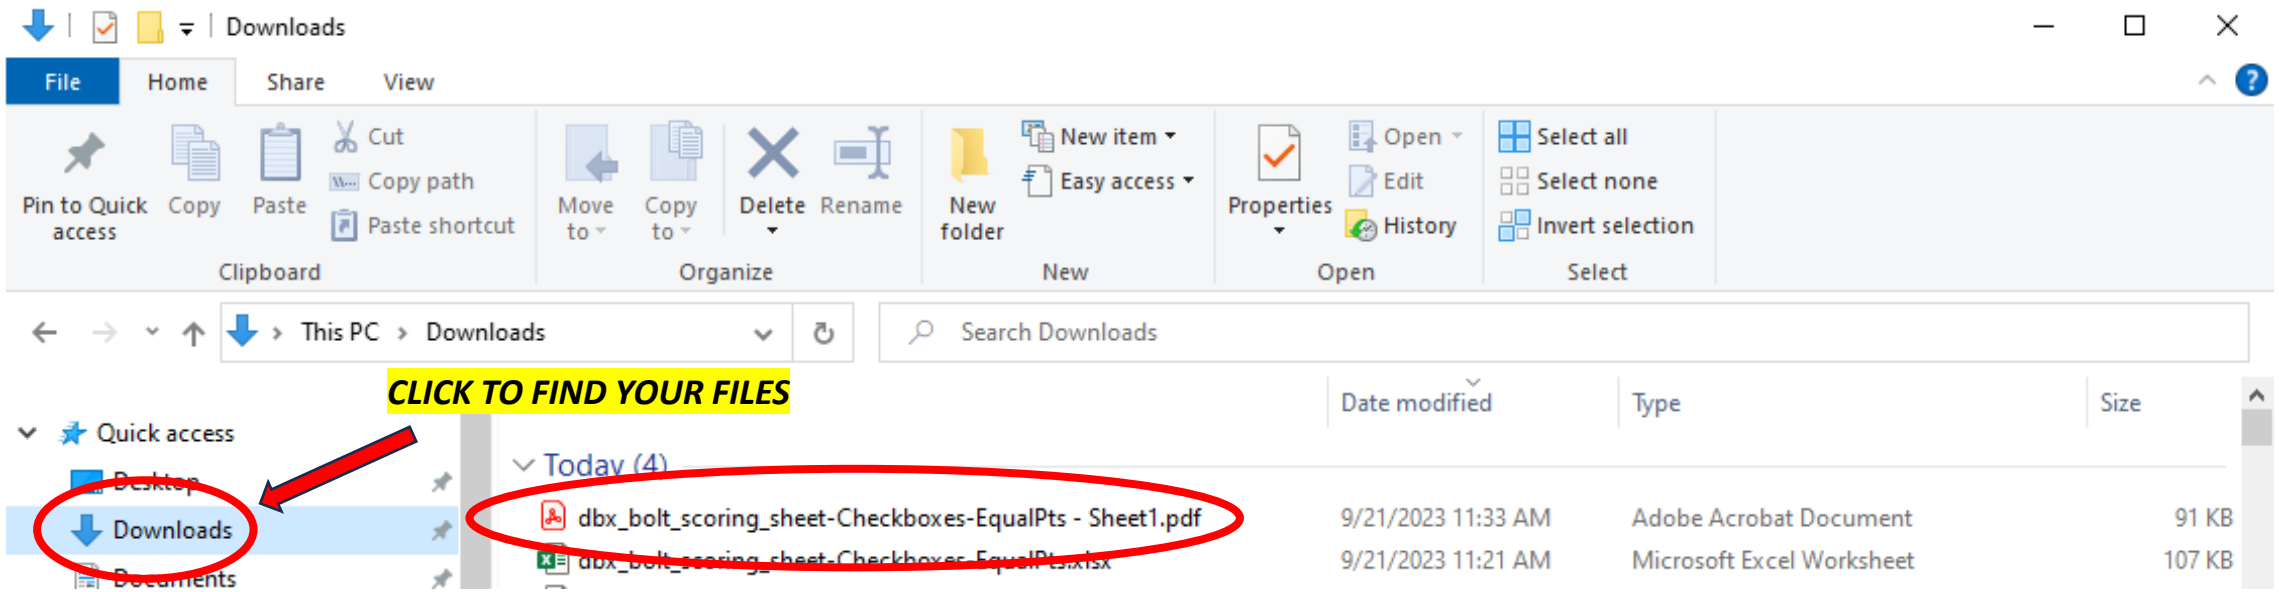 Downloads
File Home Share View
Pin to Quick access
Copy
Paste
Cut
Copy path
Paste shortcut
Clipboard
Move to
Copy to
Delete
Rename
Organize
New folder
New item
Easy access
New
Properties
Open
Edit
History
Open
Select all
Select none
Invert selection
Select
This PC > Downloads
Search Downloads
CLICK TO FIND YOUR FILES
Date modified Type Size
Quick access
Desktop
Downloads
Documents
Today (4)
dbx_bolt_scoring_sheet-Checkboxes-EqualPts - Sheet1.pdf 9/21/2023 11:33 AM Adobe Acrobat Document 91 KB
dbx_bolt_scoring_sheet-Checkboxes-EqualPts.xlsx 9/21/2023 11:21 AM Microsoft Excel Worksheet 107 KB